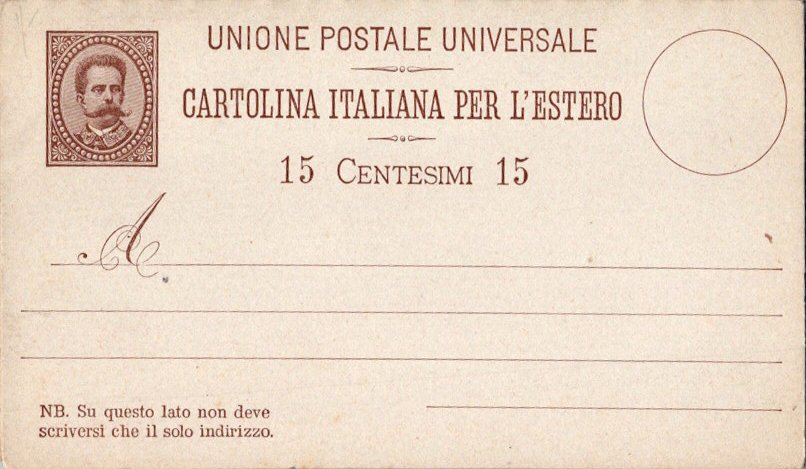 UNIONE POSTALE UNIVERSALE
CARTOLINA ITALIANA PER L'ESTERO
15 CENTESIMI 15
A
NB. Su questo lato non deve
scriversi che il solo indirizzo.